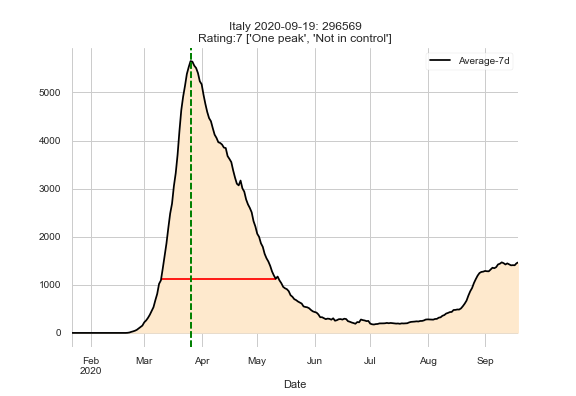 Italy 2020-09-19: 296569
Rating:7 ['One peak', 'Not in control']
Average-7d
5000
4000
3000
2000
1000
0
Feb Mar Apr May Jun Jul Aug Sep
2020
Date